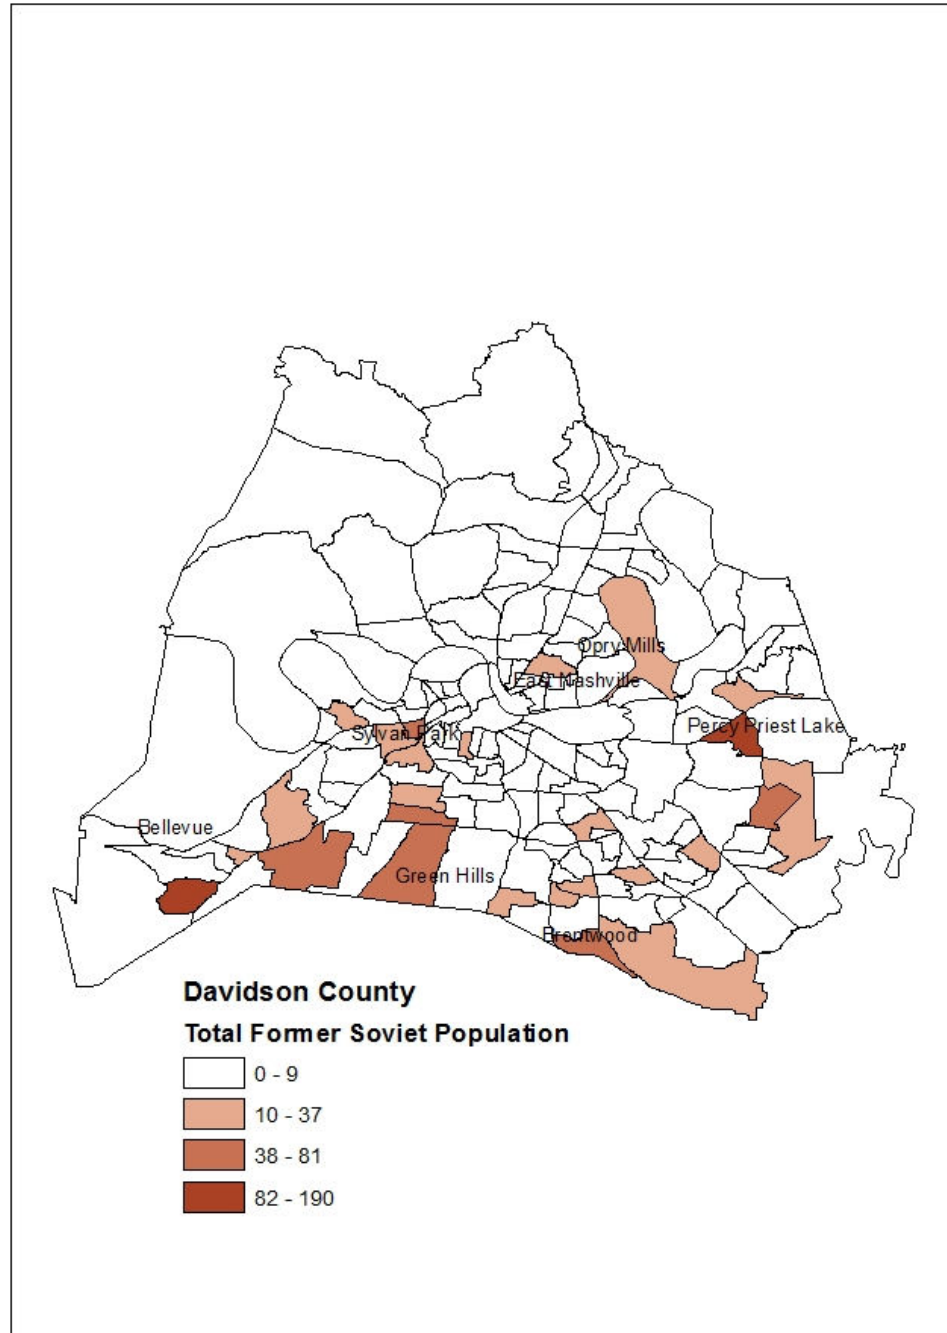 Opry Mills
East Nashville
Percy Priest Lake
Sylvan Park
Bellevue
Green Hills
Brentwood
Davidson County
Total Former Soviet Population
0 - 9
10 - 37
38 - 81
82 - 190